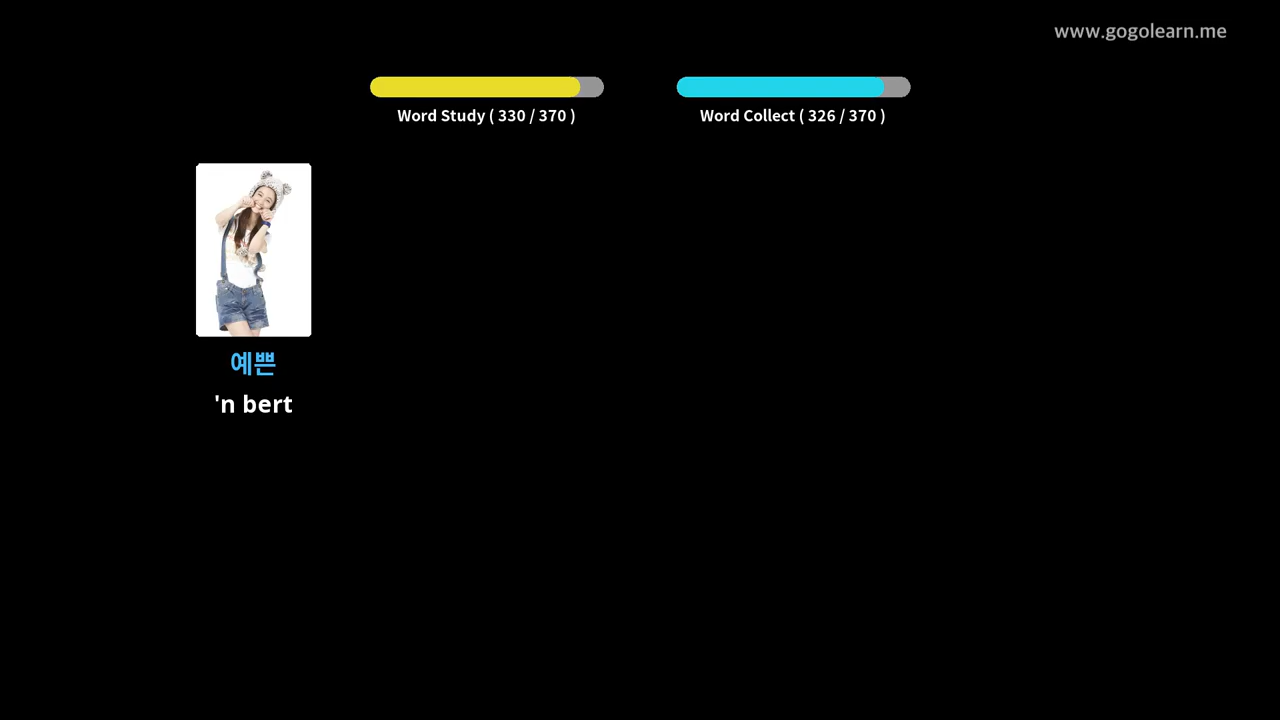 www.gogolearn.me
Word Study ( 330 / 370 )
Word Collect ( 326 / 370 )
예쁜
'n bert